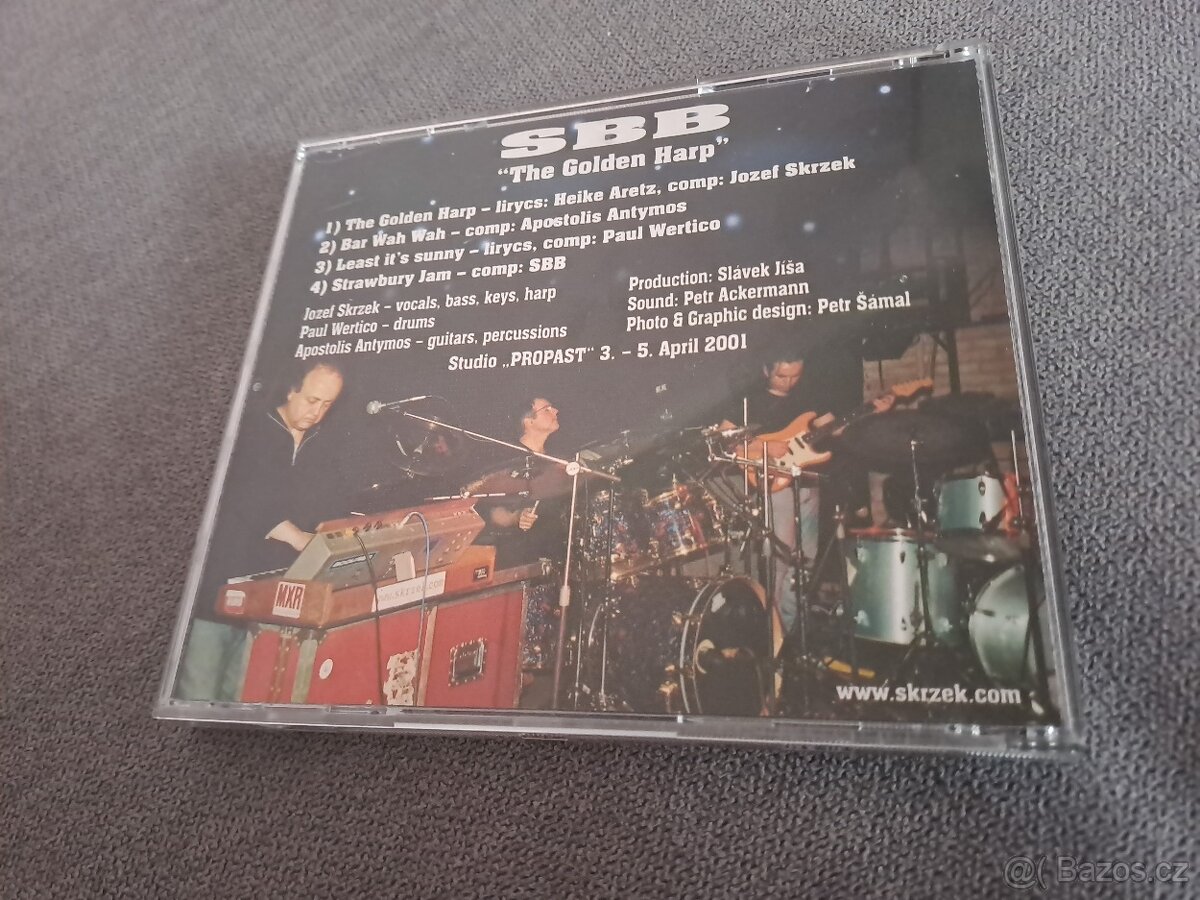 SBB
"The Golden Harp"
1) The Golden Harp – lirycs: Heike Aretz, comp: Jozef Skrzek
2) Bar Wah Wah – comp: Apostolis Antymos
3) Least it's sunny – lirycs, comp: Paul Wertico
4) Strawbury Jam – comp: SBB
Jozef Skrzek – vocals, bass, keys, harp
Paul Wertico – drums
Apostolis Antymos – guitars, percussions
Production: Slávek Jíša
Sound: Petr Ackermann
Photo & Graphic design: Petr Šámal
Studio „PROPAST" 3. – 5. April 2001
MXR
www.skrzek.com
www.skrzek.com
@( Bazos.cz